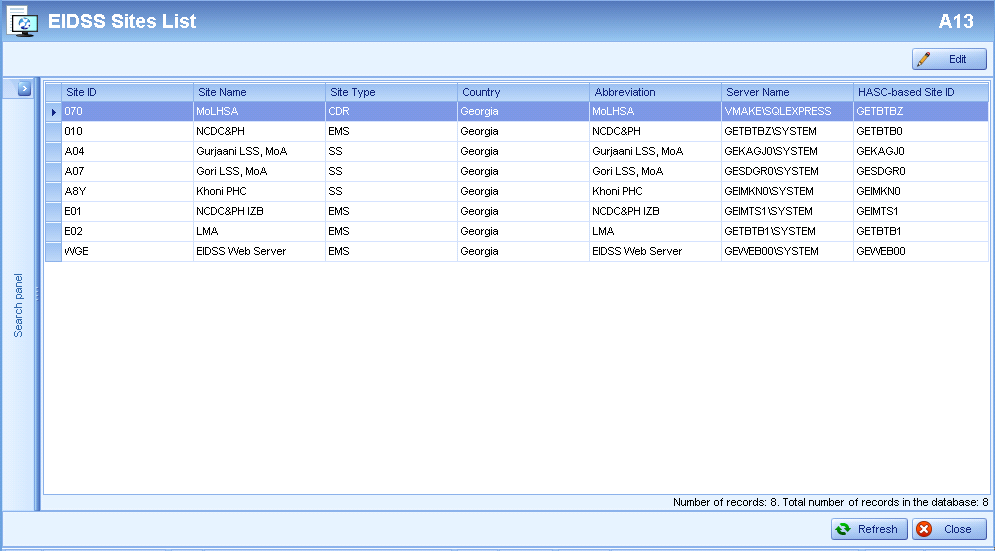 EIDSS Sites List A13
Edit
Site ID Site Name Site Type Country Abbreviation Server Name HASC-based Site ID
070 MoLHSA CDR Georgia MoLHSA VMAKE\SQLEXPRESS GETBTBZ
010 NCDC&PH EMS Georgia NCDC&PH GETBTBZ\SYSTEM GETBTB0
A04 Gurjaani LSS, MoA SS Georgia Gurjaani LSS, MoA GEKAGJ0\SYSTEM GEKAGJ0
A07 Gori LSS, MoA SS Georgia Gori LSS, MoA GESDGR0\SYSTEM GESDGR0
A8Y Khoni PHC SS Georgia Khoni PHC GEIMKN0\SYSTEM GEIMKN0
E01 NCDC&PH IZB EMS Georgia NCDC&PH IZB GEIMTS1\SYSTEM GEIMTS1
E02 LMA EMS Georgia LMA GETBTB1\SYSTEM GETBTB1
WGE EIDSS Web Server EMS Georgia EIDSS Web Server GEWEB00\SYSTEM GEWEB00
Search panel
Number of records: 8. Total number of records in the database: 8
Refresh Close